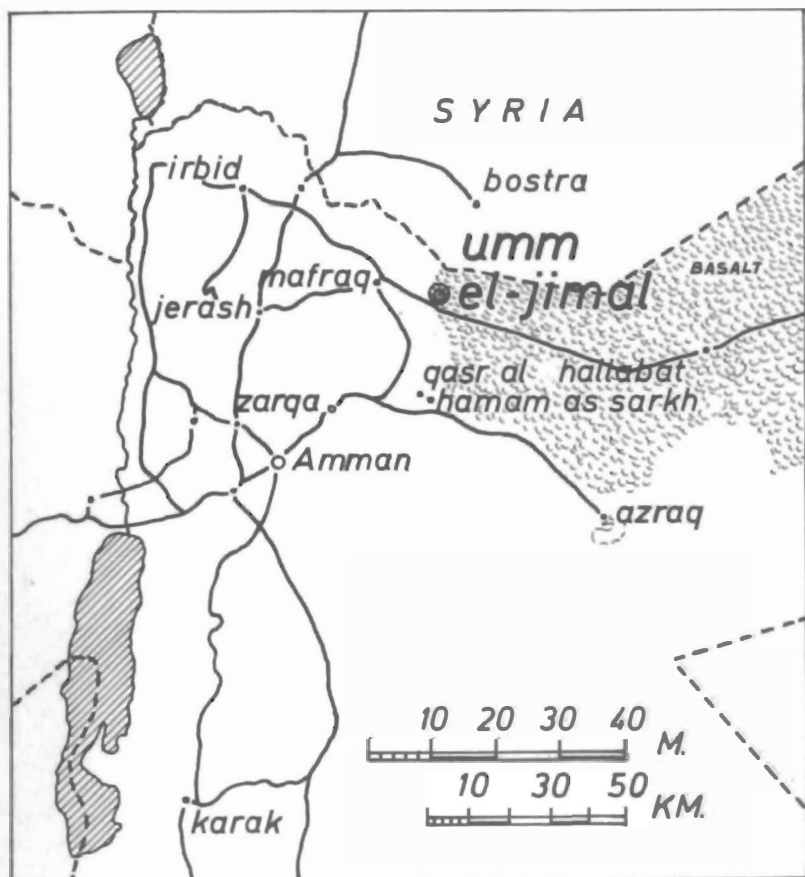 SYRIA
irbid
bostra
umm
el-jimal
BASALT
mafraq
jerash
qasr al hallabat
hamam as sarkh
zarqa
Amman
azraq
10 20 30 40 M.
10 30 50 KM.
karak